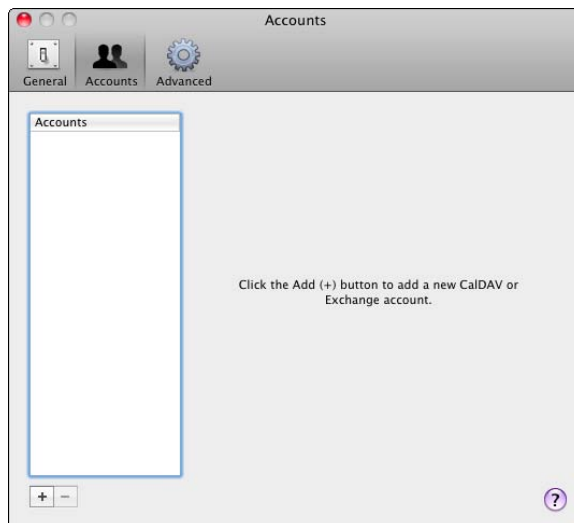 Accounts
General Accounts Advanced
Accounts
Click the Add (+) button to add a new CalDAV or
Exchange account.
+ −
?